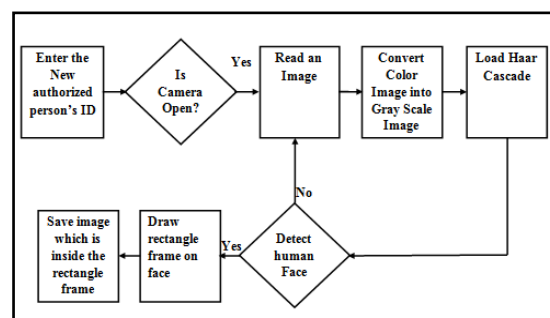 Enter the
New
authorized
person's ID
Is
Camera
Open?
Yes
Read an
Image
Convert
Color
Image into
Gray Scale
Image
Load Haar
Cascade
No
Detect
human
Face
Yes
Draw
rectangle
frame on
face
Save image
which is
inside the
rectangle
frame